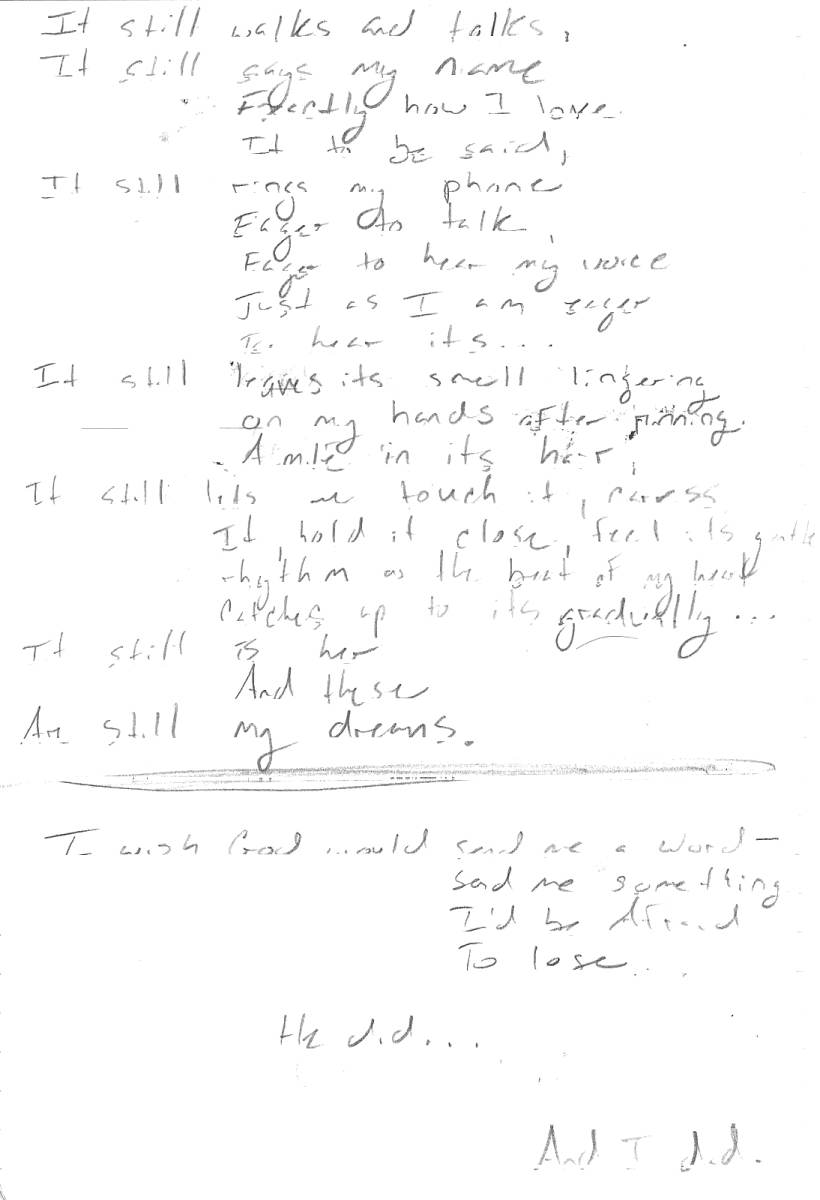 It still walks and talks,
It still says my name
Exactly how I love
It to be said,
It still rings my phone
Eager to talk,
Eager to hear my voice
Just as I am eager
To hear its...
It still leaves its smell lingering
on my hands after running
A mile in its hair,
It still lets me touch it, caress
It, hold it close, feel its gentle
rhythm as the beat of my heart
Catches up to its gradually...
It still is her
And these
Are still my dreams.
I wish God would send me a word—
Send me something
I'd be Afraid
To lose...
He did...
And I did.